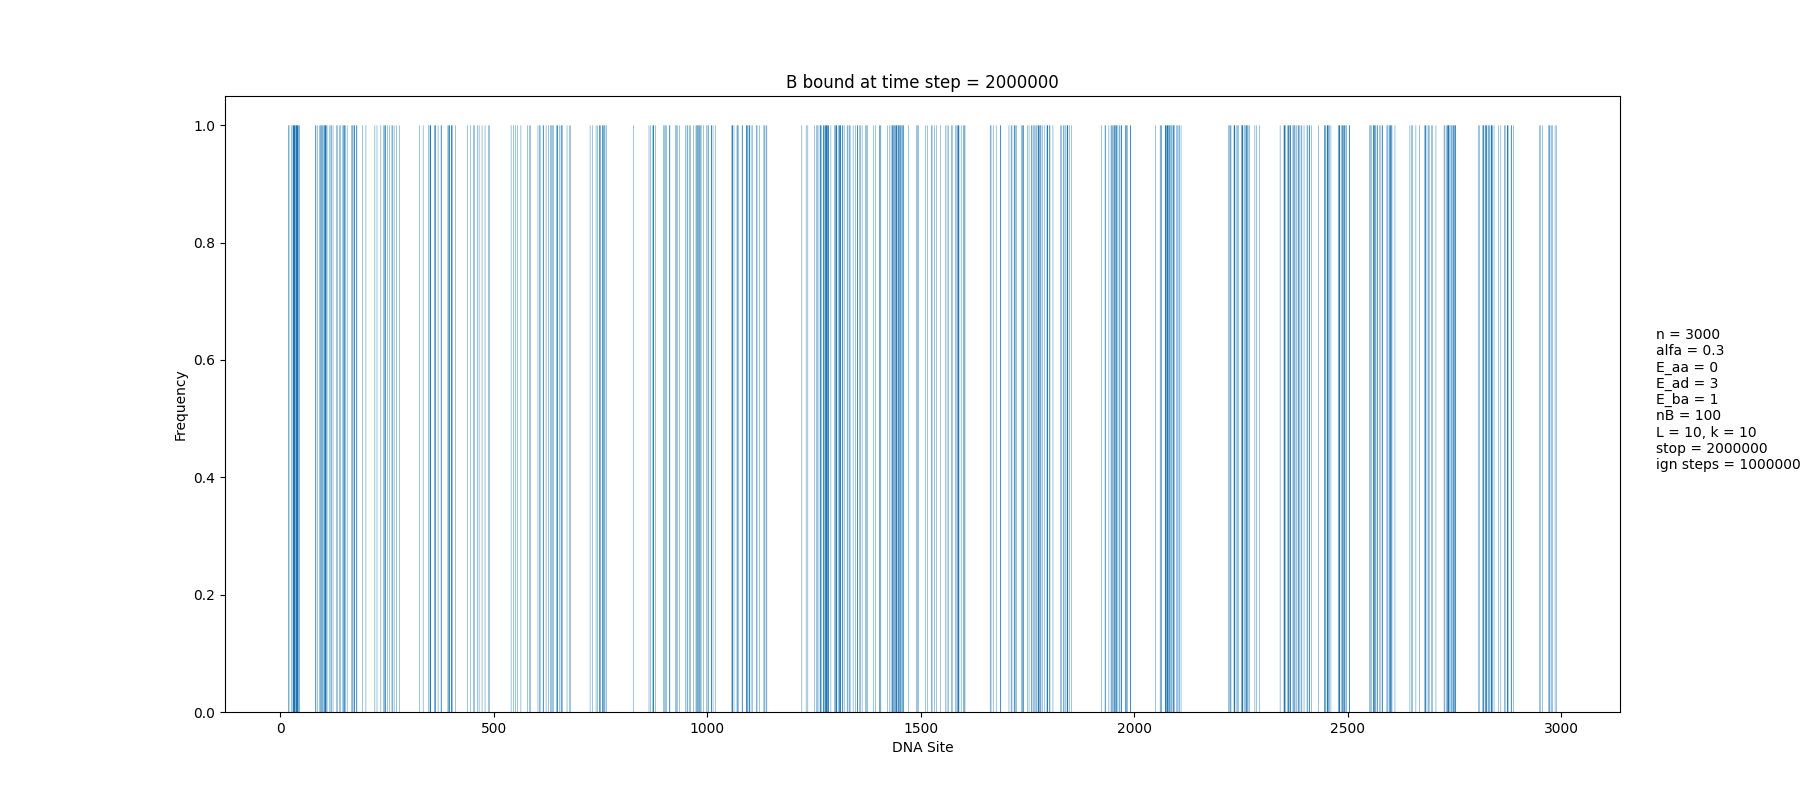 B bound at time step = 2000000
1.0
0.8
0.6
0.4
0.2
0.0
Frequency
0 500 1000 1500 2000 2500 3000
DNA Site
n = 3000
alfa = 0.3
E_aa = 0
E_ad = 3
E_ba = 1
nB = 100
L = 10, k = 10
stop = 2000000
ign steps = 1000000